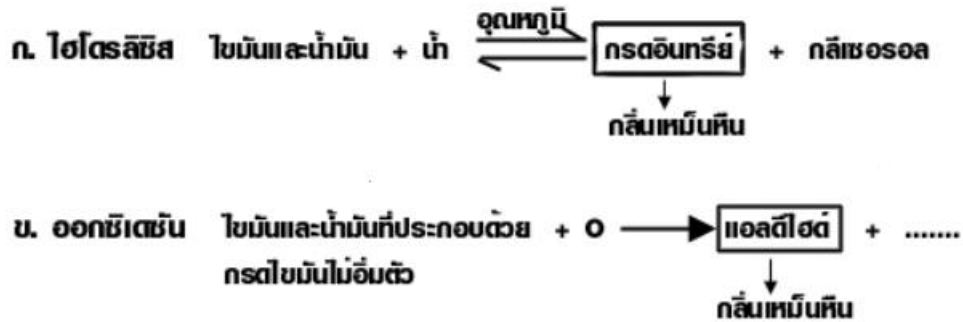 อุณหภูมิ
ก. ไฮโดรลิซิส ไขมันและน้ำมัน + น้ำ กรดอินทรีย์ + กลีเซอรอล
กลิ่นเหม็นหืน
ข. ออกซิเดชัน ไขมันและน้ำมันที่ประกอบด้วย + O แอลดีไฮด์ + .......
กรดไขมันไม่อิ่มตัว
กลิ่นเหม็นหืน